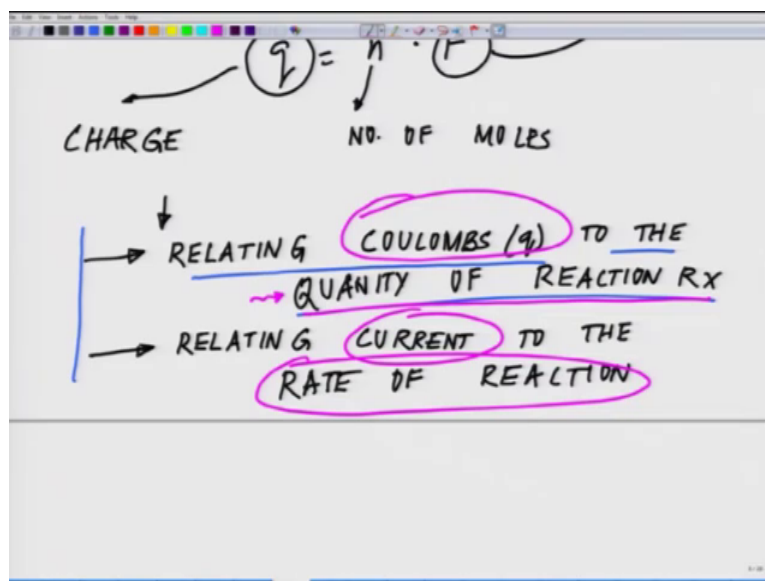 q = n . F
CHARGE NO. OF MOLES
RELATING COULOMBS (q) TO THE
QUANITY OF REACTION RX
RELATING CURRENT TO THE
RATE OF REACTION